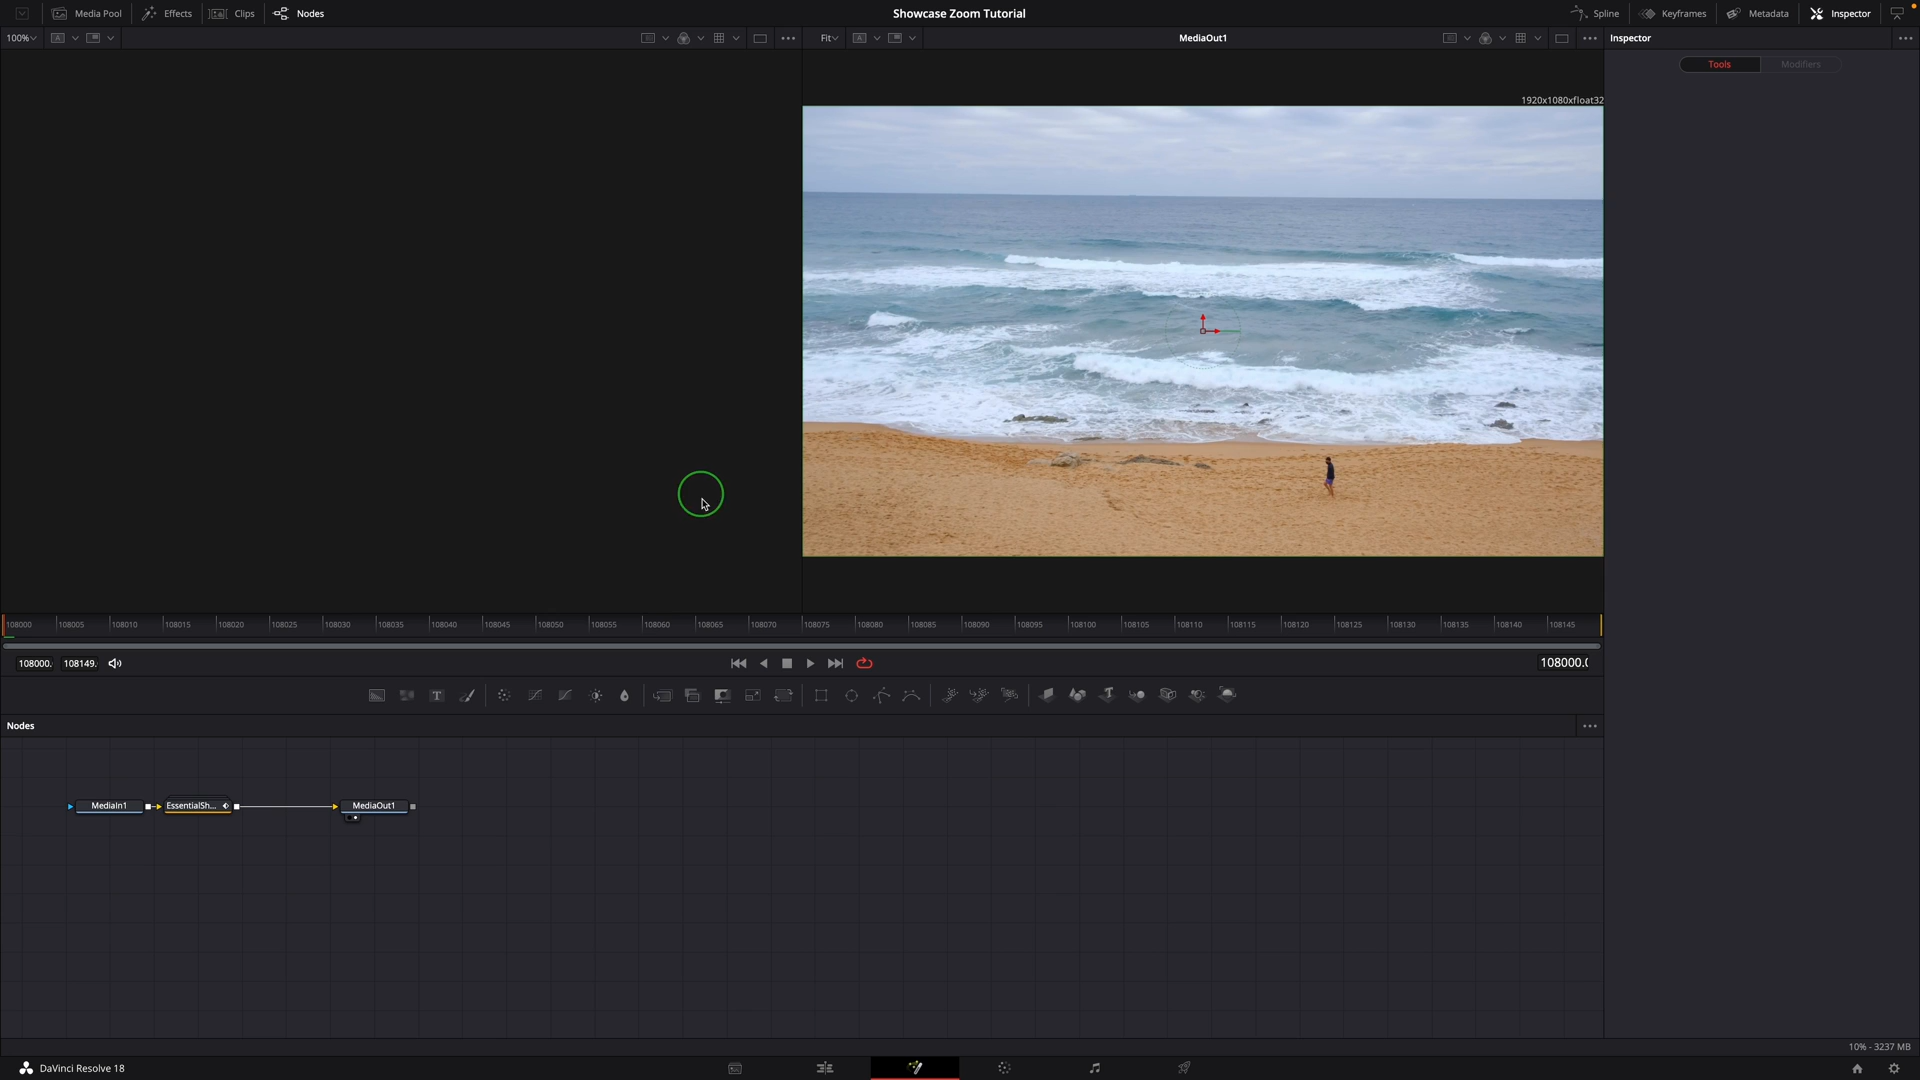 Media Pool
Effects
Clips
Nodes
Showcase Zoom Tutorial
Spline
Keyframes
Metadata
Inspector
100%
Fit
MediaOut1
Inspector
Tools
Modifiers
1920x1080xfloat32
108000
108005
108010
108015
108020
108025
108030
108035
108040
108045
108050
108055
108060
108065
108070
108075
108080
108085
108090
108095
108100
108105
108110
108115
108120
108125
108130
108135
108140
108145
108000.
108149.
108000.0
Nodes
MediaIn1
EssentialSh...
MediaOut1
10% - 3237 MB
DaVinci Resolve 18